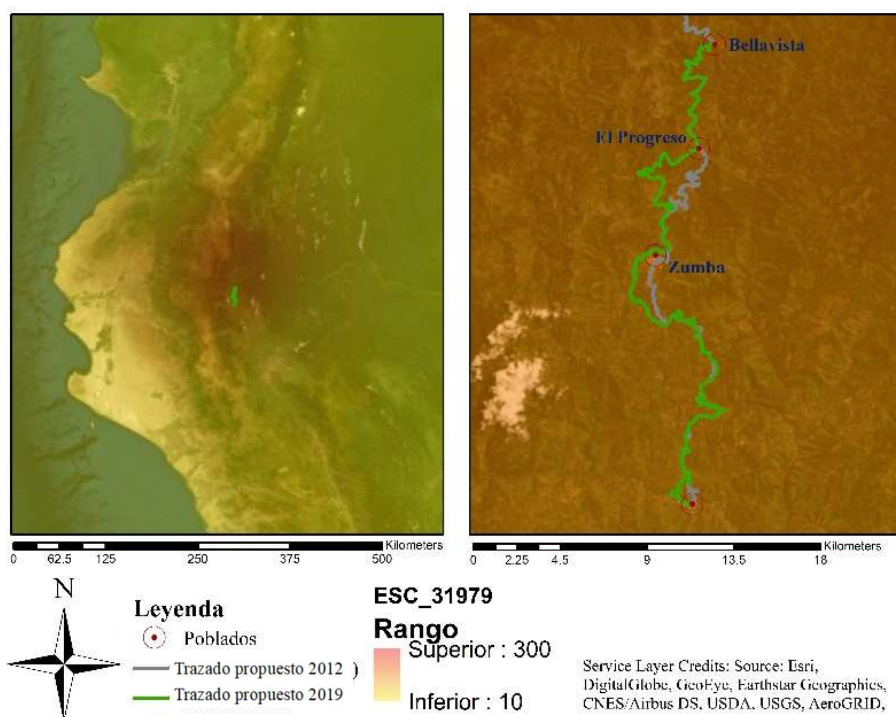 Bellavista
El Progreso
Zumba
Kilometers
0 62.5 125 250 375 500
Kilometers
0 2.25 4.5 9 13.5 18
N
Leyenda
Poblados
Trazado propuesto 2012 )
Trazado propuesto 2019
ESC_31979
Rango
Superior : 300
Inferior : 10
Service Layer Credits: Source: Esri,
DigitalGlobe, GeoEye, Earthstar Geographics,
CNES/Airbus DS, USDA, USGS, AeroGRID,